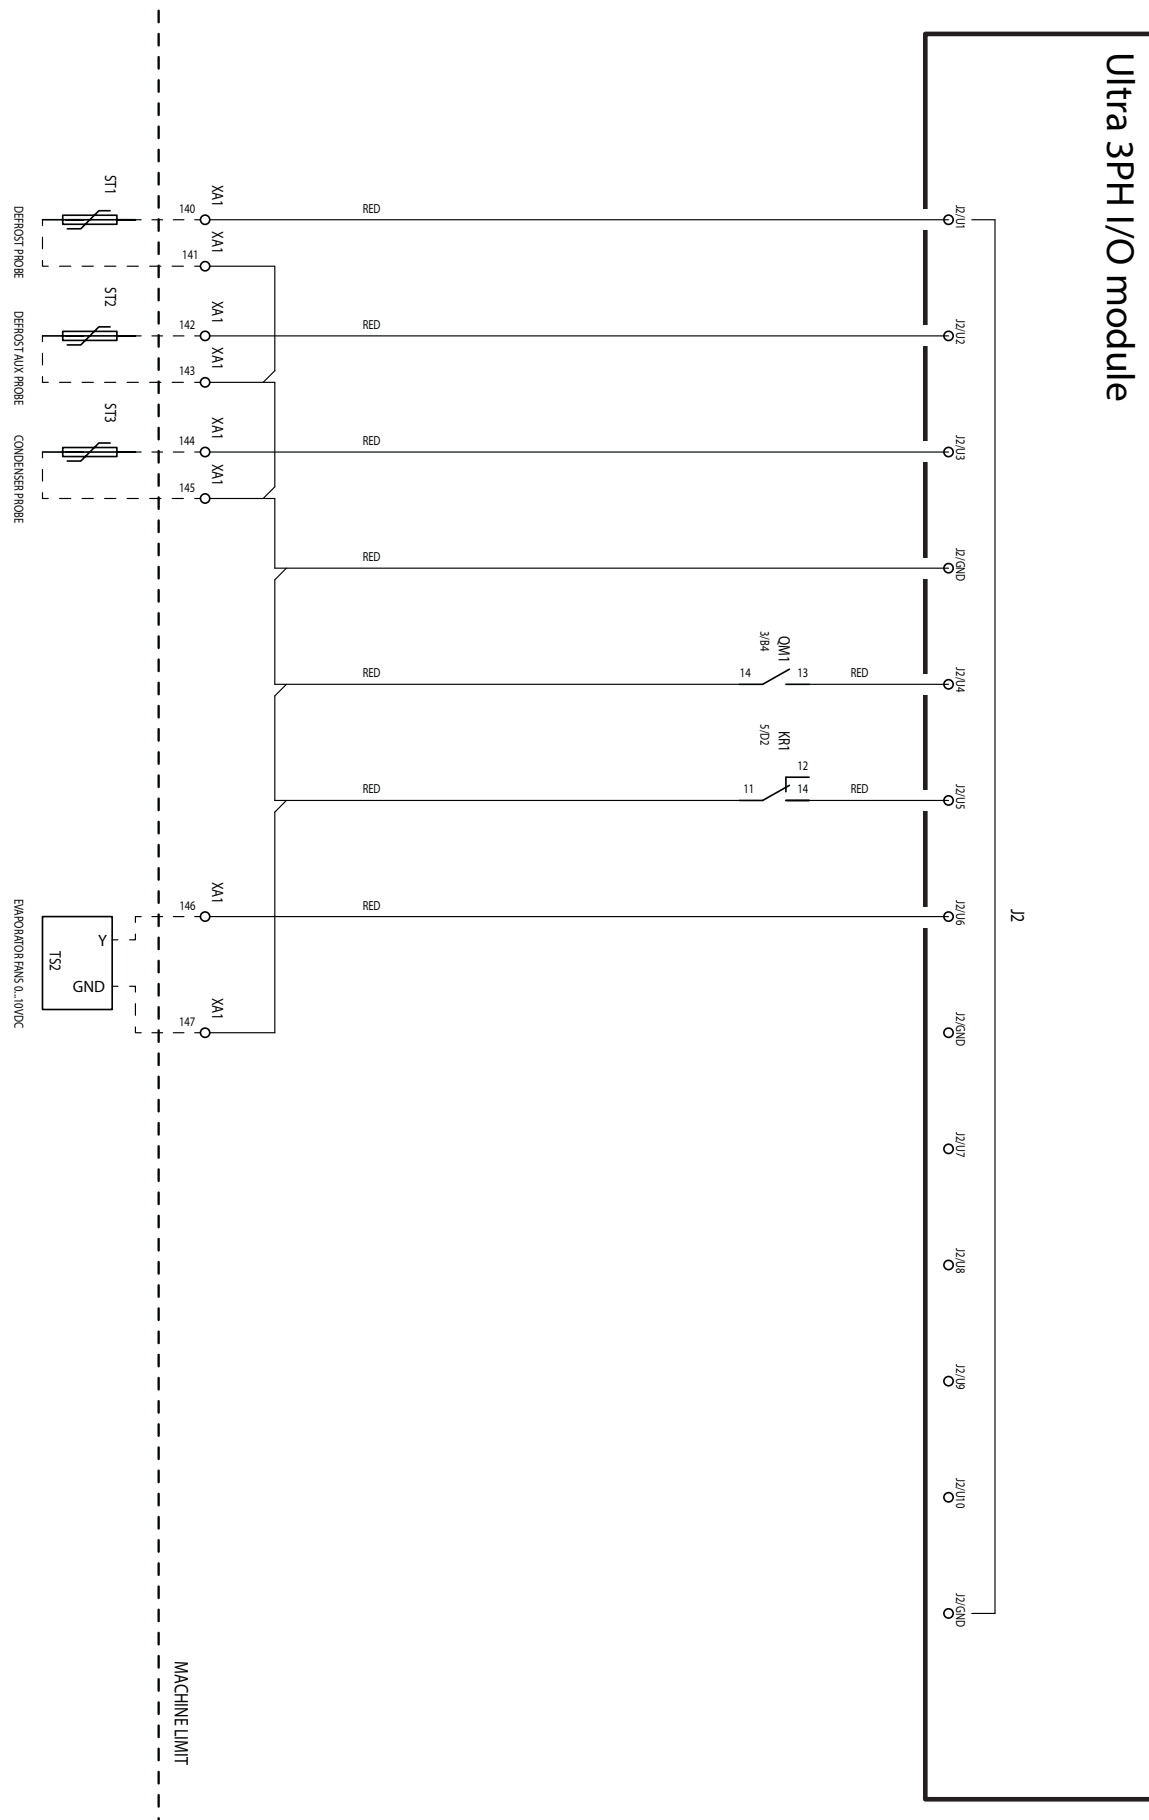 Ultra 3PH I/O module
J2
J2/U1
J2/U2
J2/U3
J2/GND
J2/U4
J2/U5
J2/U6
J2/GND
J2/U7
J2/U8
J2/U9
J2/U10
J2/GND
RED
RED
RED
RED
RED
RED
RED
RED
RED
QM1
3/B4
14
13
KR1
5/D2
12
11
14
XA1
140
XA1
141
XA1
142
XA1
143
XA1
144
XA1
145
XA1
146
XA1
147
MACHINE LIMIT
ST1
DEFROST PROBE
ST2
DEFROST AUX PROBE
ST3
CONDENSER PROBE
Y
TS2
GND
EVAPORATOR FANS 0...10VDC